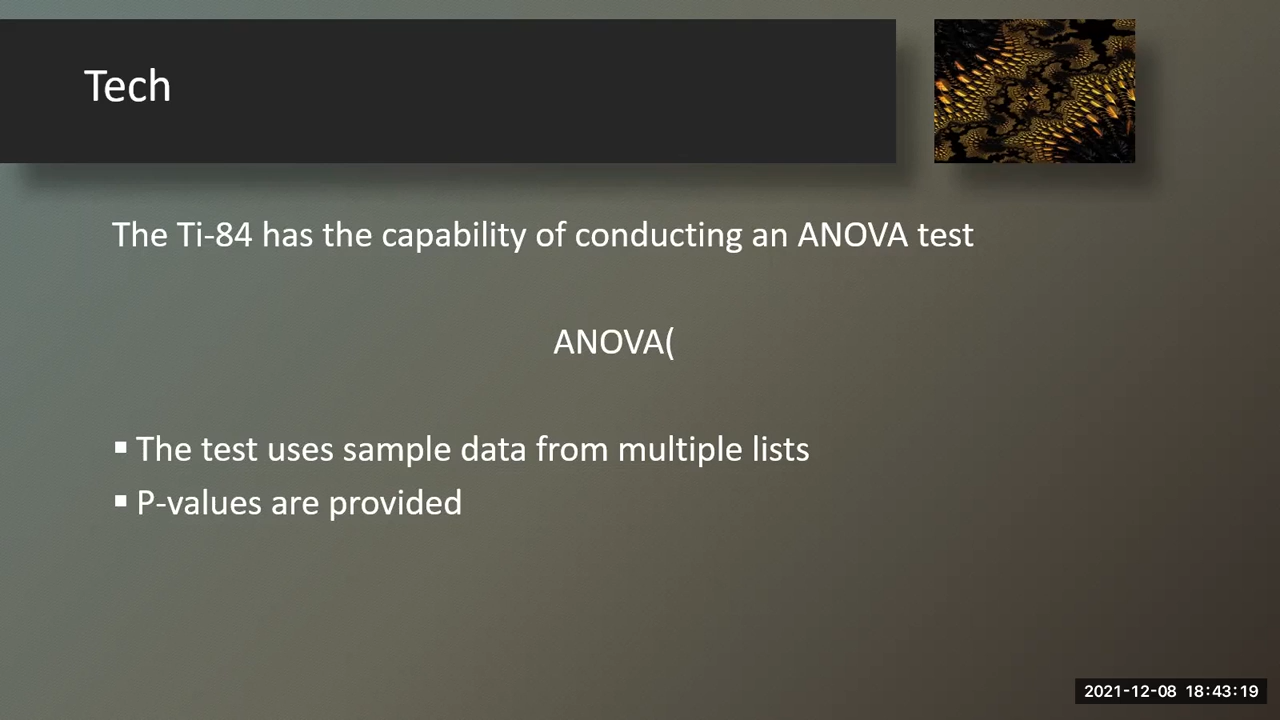 Tech
The Ti-84 has the capability of conducting an ANOVA test
ANOVA(
▪ The test uses sample data from multiple lists
▪ P-values are provided
2021-12-08 18:43:19